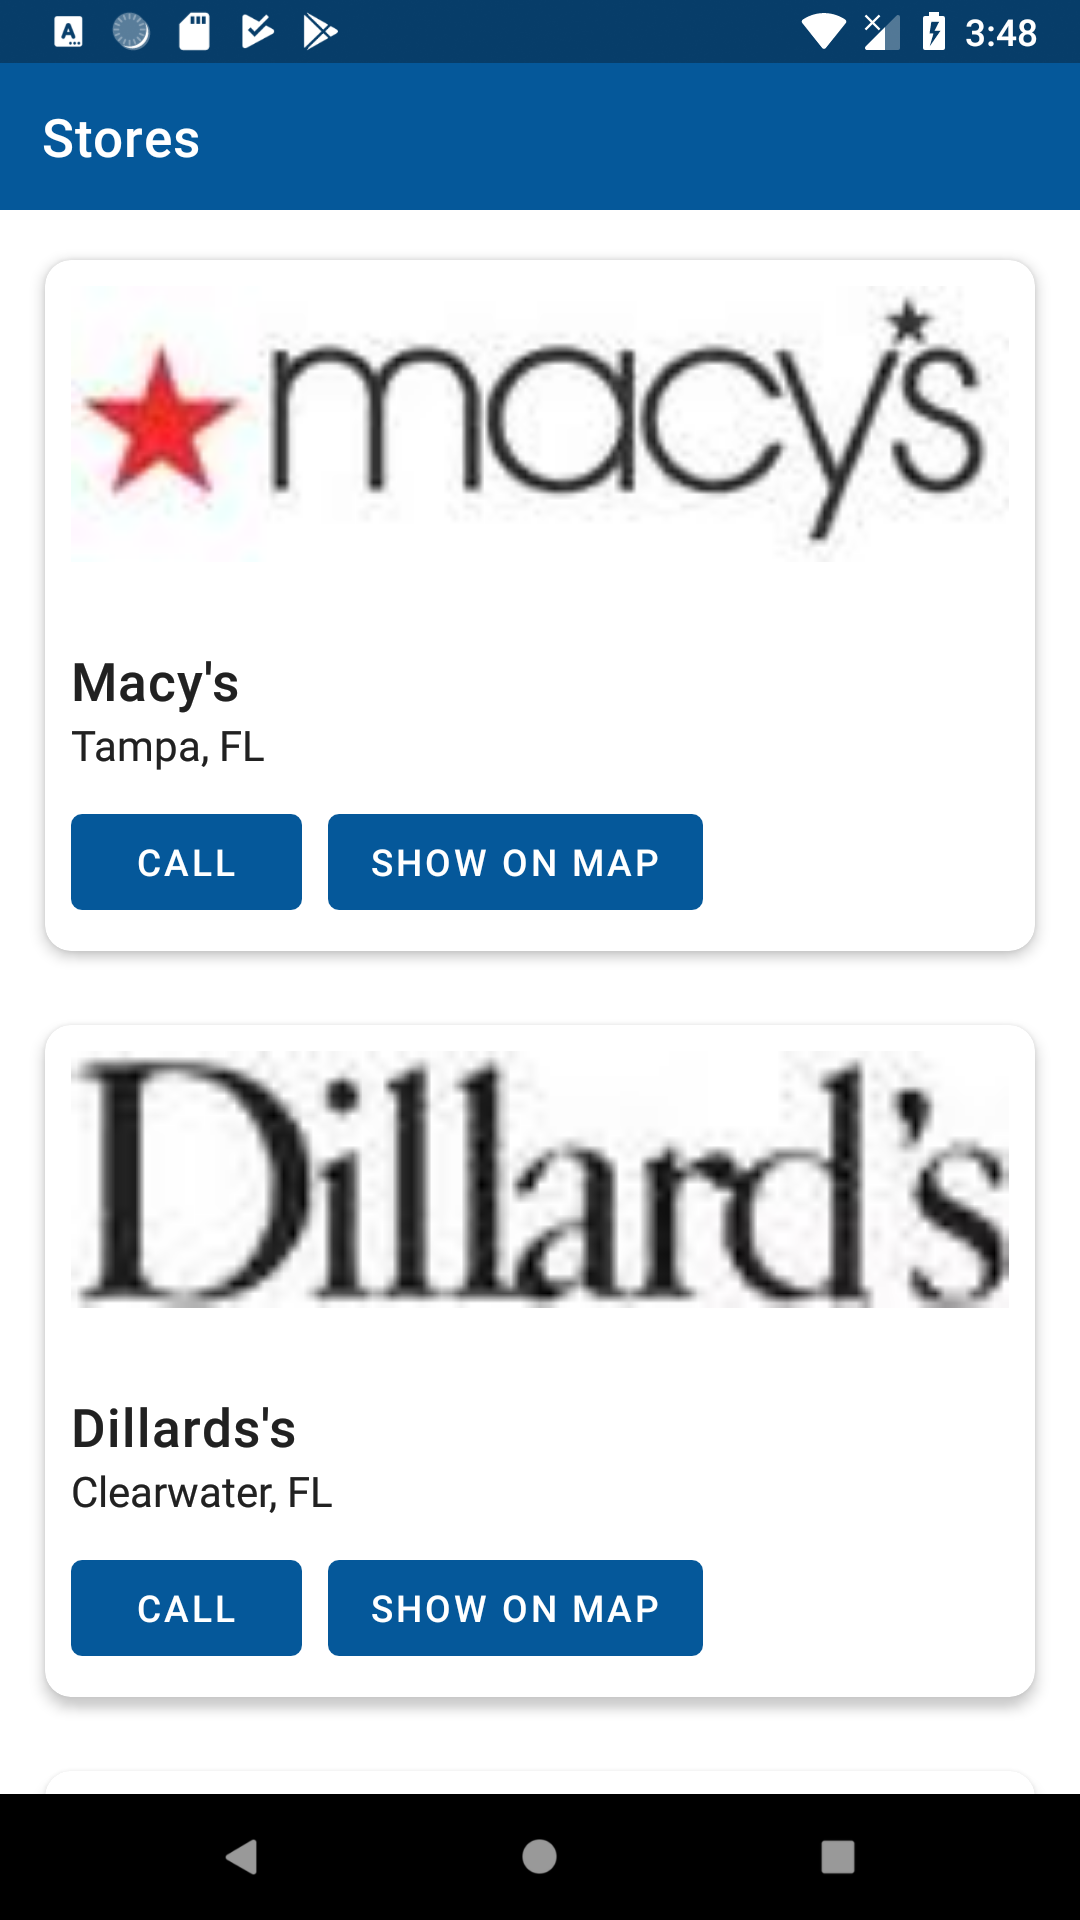 3:48
Stores
macy's
Macy's
Tampa, FL
CALL SHOW ON MAP
Dillard's
Dillards's
Clearwater, FL
CALL SHOW ON MAP